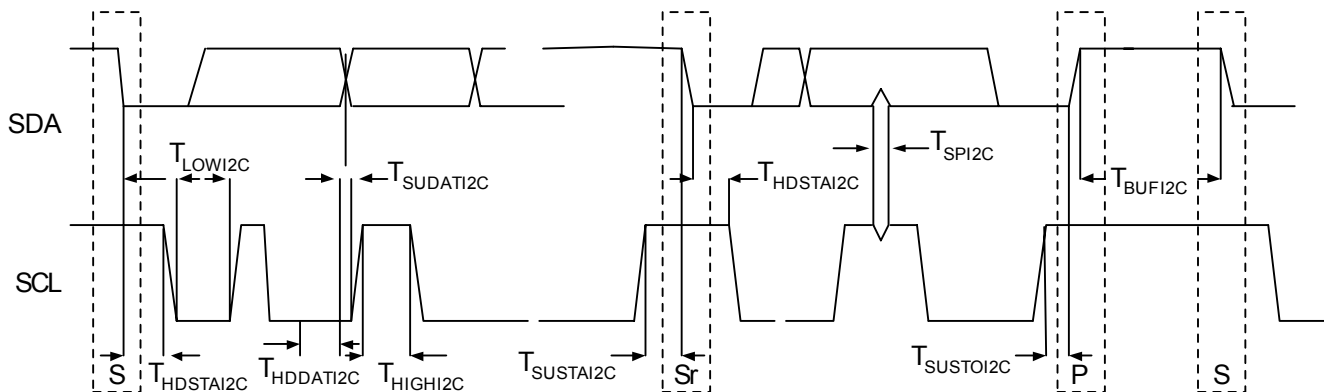 SDA
T_LOWI2C
T_SUDATI2C
T_SPI2C
T_HDSTAI2C
T_BUFI2C
SCL
S
T_HDSTAI2C
T_HDDATI2C
T_HIGHI2C
T_SUSTAI2C
Sr
T_SUSTOI2C
P
S